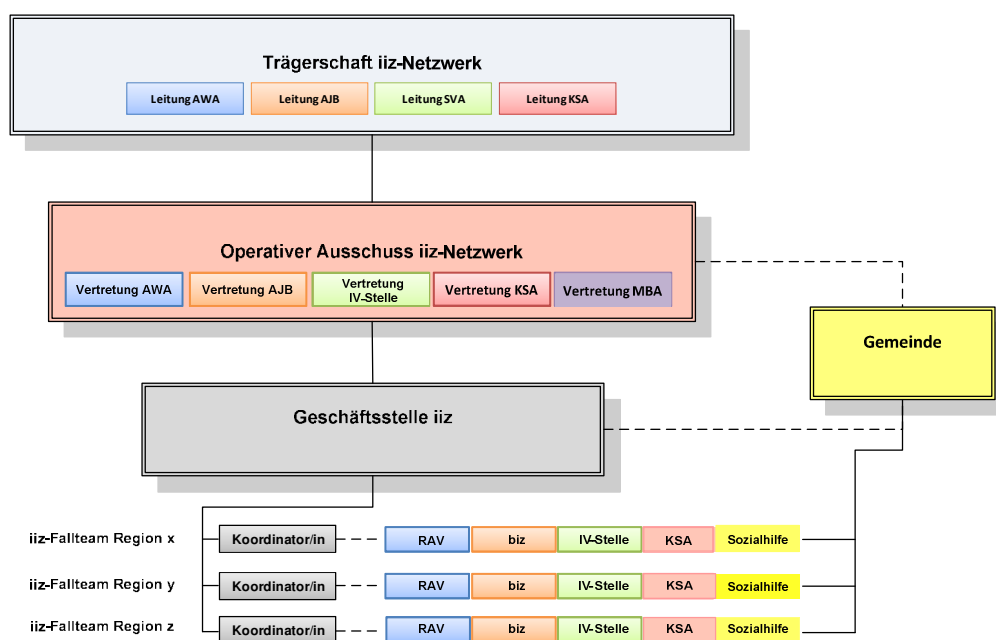 Trägerschaft iiz-Netzwerk
Leitung AWA
Leitung AJB
Leitung SVA
Leitung KSA
Operativer Ausschuss iiz-Netzwerk
Vertretung AWA
Vertretung AJB
Vertretung
IV-Stelle
Vertretung KSA
Vertretung MBA
Gemeinde
Geschäftsstelle iiz
iiz-Fallteam Region x
Koordinator/in
RAV
biz
IV-Stelle
KSA
Sozialhilfe
iiz-Fallteam Region y
Koordinator/in
RAV
biz
IV-Stelle
KSA
Sozialhilfe
iiz-Fallteam Region z
Koordinator/in
RAV
biz
IV-Stelle
KSA
Sozialhilfe